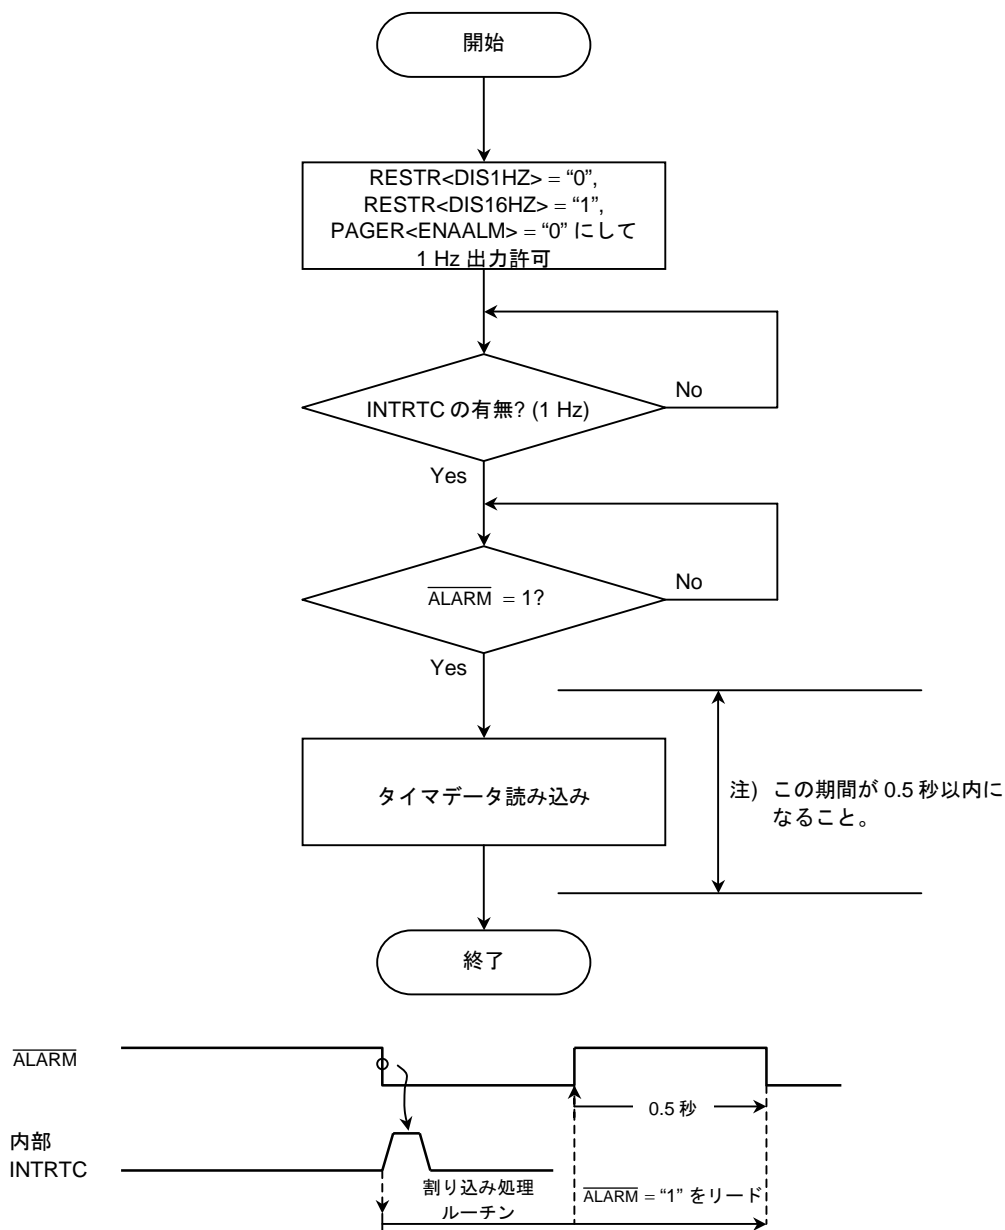 開始
RESTR<DIS1HZ> = “0”,
RESTR<DIS16HZ> = “1”,
PAGER<ENAALM> = “0” にして
1 Hz 出力許可
INTRTC の有無? (1 Hz)
No
Yes
ALARM = 1?
No
Yes
タイマデータ読み込み
注) この期間が 0.5 秒以内に
なること。
終了
ALARM
0.5 秒
内部
INTRTC
割り込み処理
ルーチン
ALARM = “1” をリード